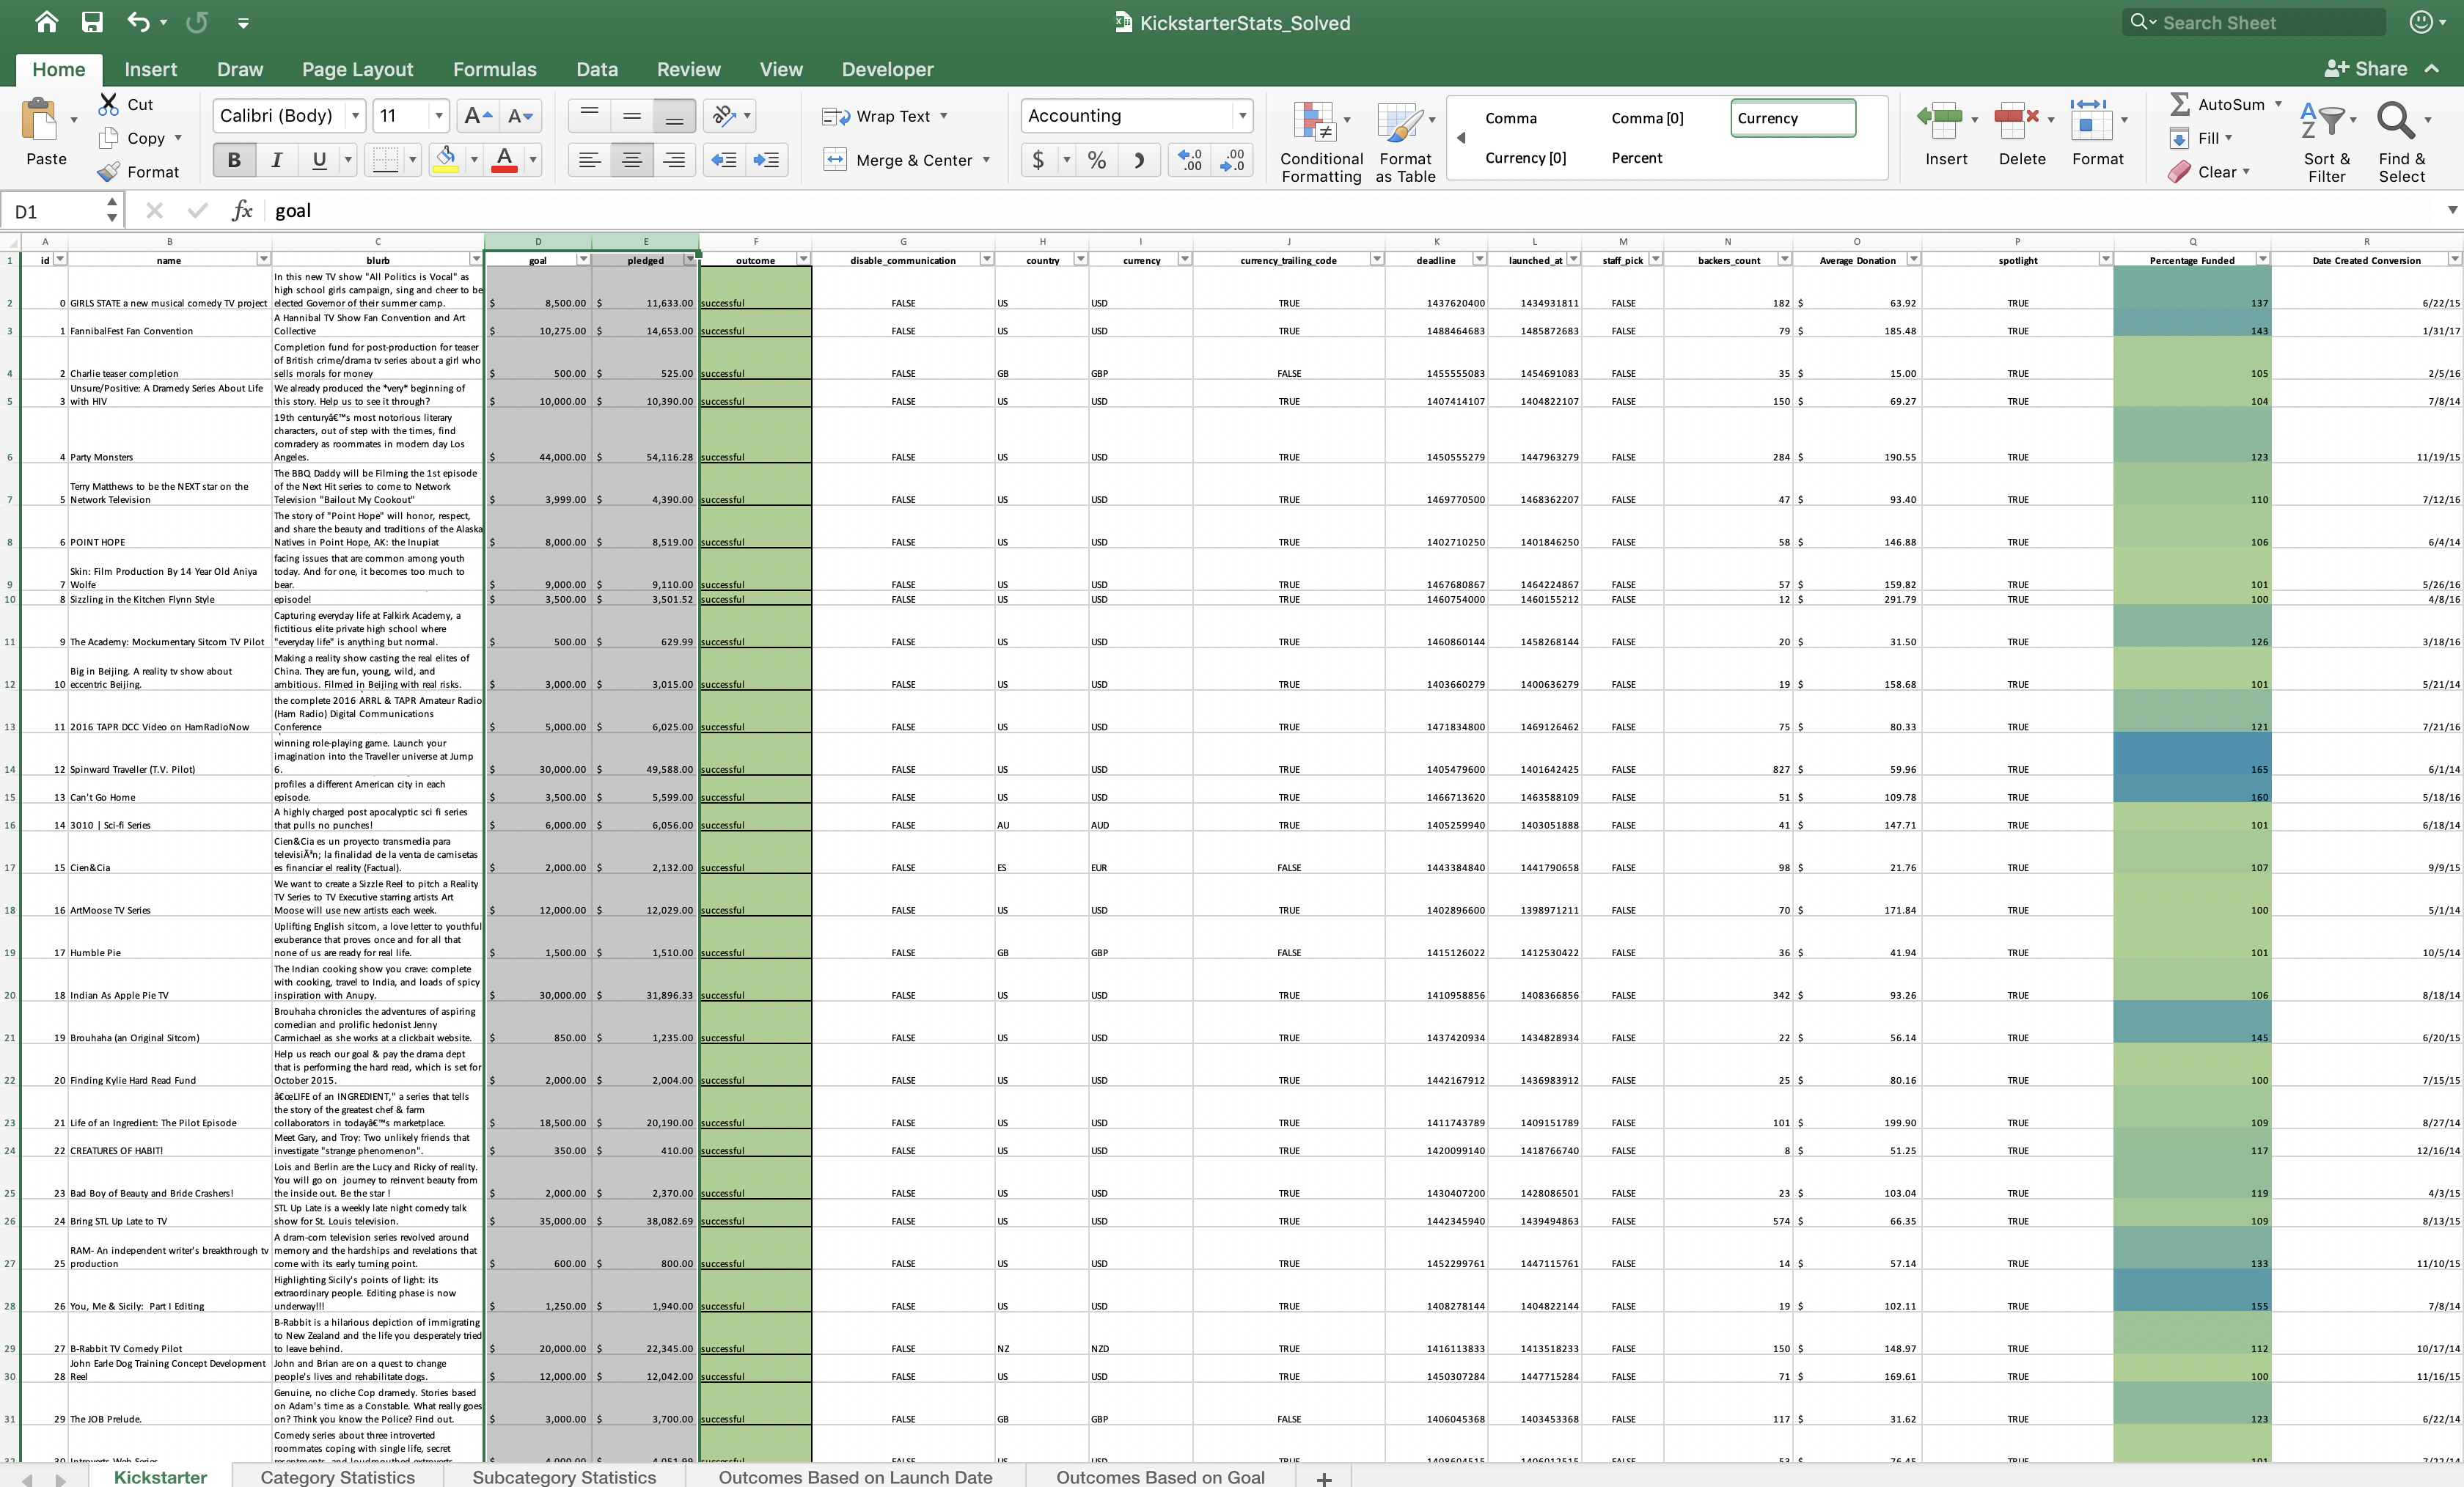 KickstarterStats_Solved
Search Sheet
Home Insert Draw Page Layout Formulas Data Review View Developer
Share
Paste
Cut
Copy
Format
Calibri (Body) 11
B I U
Wrap Text
Merge & Center
Accounting
$ % )
Conditional Formatting
Format as Table
Comma Comma [0] Currency
Currency [0] Percent
Insert Delete Format
AutoSum
Fill
Clear
Sort & Filter
Find & Select
D1 fx goal
A B C D E F G H I J K L M N O P Q R
1 id name blurb goal pledged outcome disable_communication country currency currency_trailing_code deadline launched_at staff_pick backers_count Average Donation spotlight Percentage Funded Date Created Conversion
In this new TV show "All Politics is Vocal" as
high school girls campaign, sing and cheer to be
2 0 GIRLS STATE a new musical comedy TV project elected Governor of their summer camp. $ 8,500.00 $ 11,633.00 successful FALSE US USD TRUE 1437620400 1434931811 FALSE 182 $ 63.92 TRUE 137 6/22/15
A Hannibal TV Show Fan Convention and Art
3 1 FannibalFest Fan Convention Collective $ 10,275.00 $ 14,653.00 successful FALSE US USD TRUE 1488464683 1485872683 FALSE 79 $ 185.48 TRUE 143 1/31/17
Completion fund for post-production for teaser
of British crime/drama tv series about a girl who
4 2 Charlie teaser completion sells morals for money $ 500.00 $ 525.00 successful FALSE GB GBP FALSE 1455555083 1454691083 FALSE 35 $ 15.00 TRUE 105 2/5/16
Unsure/Positive: A Dramedy Series About Life We already produced the *very* beginning of
5 3 with HIV this story. Help us to see it through? $ 10,000.00 $ 10,390.00 successful FALSE US USD TRUE 1407414107 1404822107 FALSE 150 $ 69.27 TRUE 104 7/8/14
19th centuryâ€™s most notorious literary
characters, out of step with the times, find
comradery as roommates in modern day Los
6 4 Party Monsters Angeles. $ 44,000.00 $ 54,116.28 successful FALSE US USD TRUE 1450555279 1447963279 FALSE 284 $ 190.55 TRUE 123 11/19/15
The BBQ Daddy will be Filming the 1st episode
Terry Matthews to be the NEXT star on the of the Next Hit series to come to Network
7 5 Network Television Television "Bailout My Cookout" $ 3,999.00 $ 4,390.00 successful FALSE US USD TRUE 1469770500 1468362207 FALSE 47 $ 93.40 TRUE 110 7/12/16
The story of "Point Hope" will honor, respect,
and share the beauty and traditions of the Alaska
8 6 POINT HOPE Natives in Point Hope, AK: the Inupiat $ 8,000.00 $ 8,519.00 successful FALSE US USD TRUE 1402710250 1401846250 FALSE 58 $ 146.88 TRUE 106 6/4/14
facing issues that are common among youth
Skin: Film Production By 14 Year Old Aniya today. And for one, it becomes too much to
9 7 Wolfe bear. $ 9,000.00 $ 9,110.00 successful FALSE US USD TRUE 1467680867 1464224867 FALSE 57 $ 159.82 TRUE 101 5/26/16
10 8 Sizzling in the Kitchen Flynn Style episode! $ 3,500.00 $ 3,501.52 successful FALSE US USD TRUE 1460754000 1460155212 FALSE 12 $ 291.79 TRUE 100 4/8/16
Capturing everyday life at Falkirk Academy, a
fictitious elite private high school where
11 9 The Academy: Mockumentary Sitcom TV Pilot "everyday life" is anything but normal. $ 500.00 $ 629.99 successful FALSE US USD TRUE 1460860144 1458268144 FALSE 20 $ 31.50 TRUE 126 3/18/16
Making a reality show casting the real elites of
Big in Beijing. A reality tv show about China. They are fun, young, wild, and
12 10 eccentric Beijing. ambitious. Filmed in Beijing with real risks. $ 3,000.00 $ 3,015.00 successful FALSE US USD TRUE 1403660279 1400636279 FALSE 19 $ 158.68 TRUE 101 5/21/14
the complete 2016 ARRL & TAPR Amateur Radio
(Ham Radio) Digital Communications
13 11 2016 TAPR DCC Video on HamRadioNow Conference $ 5,000.00 $ 6,025.00 successful FALSE US USD TRUE 1471834800 1469126462 FALSE 75 $ 80.33 TRUE 121 7/21/16
winning role-playing game. Launch your
imagination into the Traveller universe at Jump
14 12 Spinward Traveller (T.V. Pilot) 6. $ 30,000.00 $ 49,588.00 successful FALSE US USD TRUE 1405479600 1401642425 FALSE 827 $ 59.96 TRUE 165 6/1/14
profiles a different American city in each
15 13 Can't Go Home episode. $ 3,500.00 $ 5,599.00 successful FALSE US USD TRUE 1466713620 1463588109 FALSE 51 $ 109.78 TRUE 160 5/18/16
A highly charged post apocalyptic sci fi series
16 14 3010 | Sci-fi Series that pulls no punches! $ 6,000.00 $ 6,056.00 successful FALSE AU AUD TRUE 1405259940 1403051888 FALSE 41 $ 147.71 TRUE 101 6/18/14
Cien&Cia es un proyecto transmedia para
televisiÃ³n; la finalidad de la venta de camisetas
17 15 Cien&Cia es financiar el reality (Factual). $ 2,000.00 $ 2,132.00 successful FALSE ES EUR FALSE 1443384840 1441790658 FALSE 98 $ 21.76 TRUE 107 9/9/15
We want to create a Sizzle Reel to pitch a Reality
TV Series to TV Executive starring artists Art
18 16 ArtMoose TV Series Moose will use new artists each week. $ 12,000.00 $ 12,029.00 successful FALSE US USD TRUE 1402896600 1398971211 FALSE 70 $ 171.84 TRUE 100 5/1/14
Uplifting English sitcom, a love letter to youthful
exuberance that proves once and for all that
19 17 Humble Pie none of us are ready for real life. $ 1,500.00 $ 1,510.00 successful FALSE GB GBP FALSE 1415126022 1412530422 FALSE 36 $ 41.94 TRUE 101 10/5/14
The Indian cooking show you crave: complete
with cooking, travel to India, and loads of spicy
20 18 Indian As Apple Pie TV inspiration with Anupy. $ 30,000.00 $ 31,896.33 successful FALSE US USD TRUE 1410958856 1408366856 FALSE 342 $ 93.26 TRUE 106 8/18/14
Brouhaha chronicles the adventures of aspiring
comedian and prolific hedonist Jenny
21 19 Brouhaha (an Original Sitcom) Carmichael as she works at a clickbait website. $ 850.00 $ 1,235.00 successful FALSE US USD TRUE 1437420934 1434828934 FALSE 22 $ 56.14 TRUE 145 6/20/15
Help us reach our goal & pay the drama dept
that is performing the hard read, which is set for
22 20 Finding Kylie Hard Read Fund October 2015. $ 2,000.00 $ 2,004.00 successful FALSE US USD TRUE 1442167912 1436983912 FALSE 25 $ 80.16 TRUE 100 7/15/15
â€œLIFE of an INGREDIENT," a series that tells
the story of the greatest chef & farm
23 21 Life of an Ingredient: The Pilot Episode collaborators in todayâ€™s marketplace. $ 18,500.00 $ 20,190.00 successful FALSE US USD TRUE 1411743789 1409151789 FALSE 101 $ 199.90 TRUE 109 8/27/14
Meet Gary, and Troy: Two unlikely friends that
24 22 CREATURES OF HABIT! investigate "strange phenomenon". $ 350.00 $ 410.00 successful FALSE US USD TRUE 1420099140 1418766740 FALSE 8 $ 51.25 TRUE 117 12/16/14
Lois and Berlin are the Lucy and Ricky of reality.
You will go on journey to reinvent beauty from
25 23 Bad Boy of Beauty and Bride Crashers! the inside out. Be the star ! $ 2,000.00 $ 2,370.00 successful FALSE US USD TRUE 1430407200 1428086501 FALSE 23 $ 103.04 TRUE 119 4/3/15
STL Up Late is a weekly late night comedy talk
26 24 Bring STL Up Late to TV show for St. Louis television. $ 35,000.00 $ 38,082.69 successful FALSE US USD TRUE 1442345940 1439494863 FALSE 574 $ 66.35 TRUE 109 8/13/15
A dram-com television series revolved around
RAM- An independent writer's breakthrough tv memory and the hardships and revelations that
27 25 production come with its early turning point. $ 600.00 $ 800.00 successful FALSE US USD TRUE 1452299761 1447115761 FALSE 14 $ 57.14 TRUE 133 11/10/15
Highlighting Sicily's points of light: its
extraordinary people. Editing phase is now
28 26 You, Me & Sicily: Part I Editing underway!!! $ 1,250.00 $ 1,940.00 successful FALSE US USD TRUE 1408278144 1404822144 FALSE 19 $ 102.11 TRUE 155 7/8/14
B-Rabbit is a hilarious depiction of immigrating
to New Zealand and the life you desperately tried
29 27 B-Rabbit TV Comedy Pilot to leave behind. $ 20,000.00 $ 22,345.00 successful FALSE NZ NZD TRUE 1416113833 1413518233 FALSE 150 $ 148.97 TRUE 112 10/17/14
John Earle Dog Training Concept Development John and Brian are on a quest to change
30 28 Reel people's lives and rehabilitate dogs. $ 12,000.00 $ 12,042.00 successful FALSE US USD TRUE 1450307284 1447715284 FALSE 71 $ 169.61 TRUE 100 11/16/15
Genuine, no cliche Cop dramedy. Stories based
on Adam's time as a Constable. What really goes
31 29 The JOB Prelude. on? Think you know the Police? Find out. $ 3,000.00 $ 3,700.00 successful FALSE GB GBP FALSE 1406045368 1403453368 FALSE 117 $ 31.62 TRUE 123 6/22/14
Comedy series about three introverted
roommates coping with single life, secret
Kickstarter Category Statistics Subcategory Statistics Outcomes Based on Launch Date Outcomes Based on Goal +